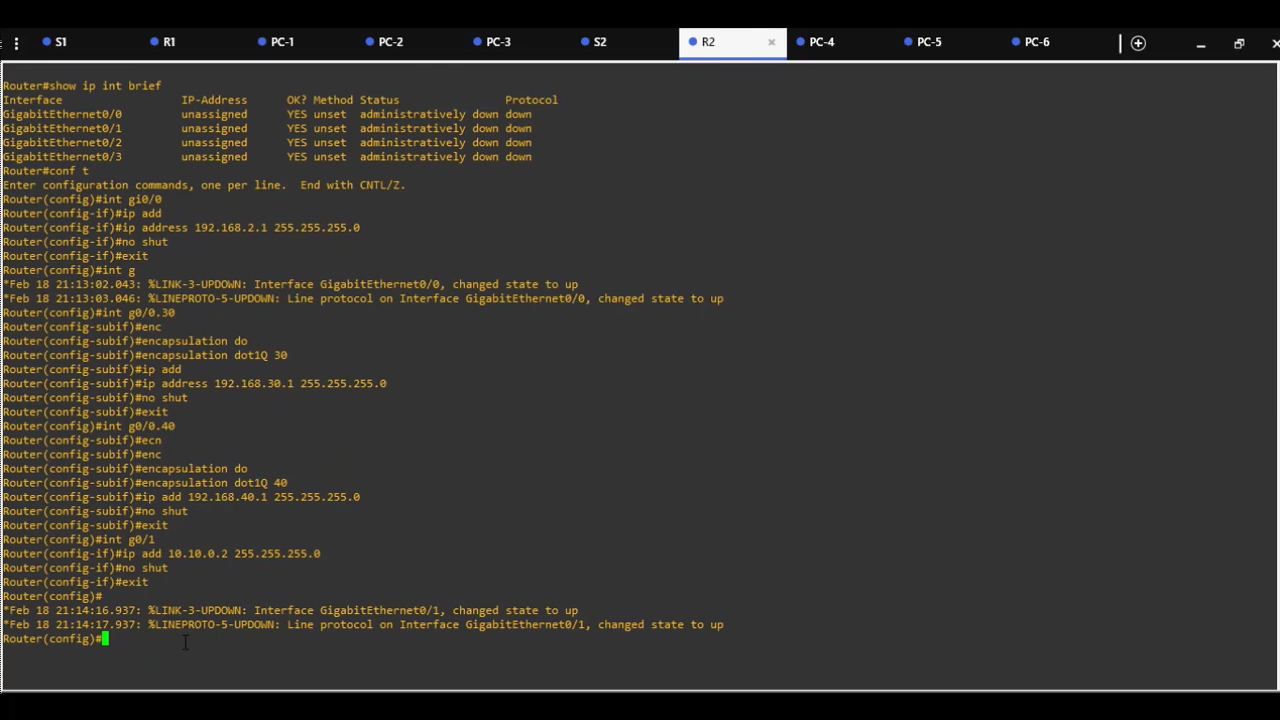 S1 R1 PC-1 PC-2 PC-3 S2 R2 PC-4 PC-5 PC-6
Router#show ip int brief
Interface IP-Address OK? Method Status Protocol
GigabitEthernet0/0 unassigned YES unset administratively down down
GigabitEthernet0/1 unassigned YES unset administratively down down
GigabitEthernet0/2 unassigned YES unset administratively down down
GigabitEthernet0/3 unassigned YES unset administratively down down
Router#conf t
Enter configuration commands, one per line. End with CNTL/Z.
Router(config)#int gi0/0
Router(config-if)#ip add
Router(config-if)#ip address 192.168.2.1 255.255.255.0
Router(config-if)#no shut
Router(config-if)#exit
Router(config)#int g
*Feb 18 21:13:02.043: %LINK-3-UPDOWN: Interface GigabitEthernet0/0, changed state to up
*Feb 18 21:13:03.046: %LINEPROTO-5-UPDOWN: Line protocol on Interface GigabitEthernet0/0, changed state to up
Router(config)#int g0/0.30
Router(config-subif)#enc
Router(config-subif)#encapsulation do
Router(config-subif)#encapsulation dot1Q 30
Router(config-subif)#ip add
Router(config-subif)#ip address 192.168.30.1 255.255.255.0
Router(config-subif)#no shut
Router(config-subif)#exit
Router(config)#int g0/0.40
Router(config-subif)#ecn
Router(config-subif)#enc
Router(config-subif)#encapsulation do
Router(config-subif)#encapsulation dot1Q 40
Router(config-subif)#ip add 192.168.40.1 255.255.255.0
Router(config-subif)#no shut
Router(config-subif)#exit
Router(config)#int g0/1
Router(config-if)#ip add 10.10.0.2 255.255.255.0
Router(config-if)#no shut
Router(config-if)#exit
Router(config)#
*Feb 18 21:14:16.937: %LINK-3-UPDOWN: Interface GigabitEthernet0/1, changed state to up
*Feb 18 21:14:17.937: %LINEPROTO-5-UPDOWN: Line protocol on Interface GigabitEthernet0/1, changed state to up
Router(config)#